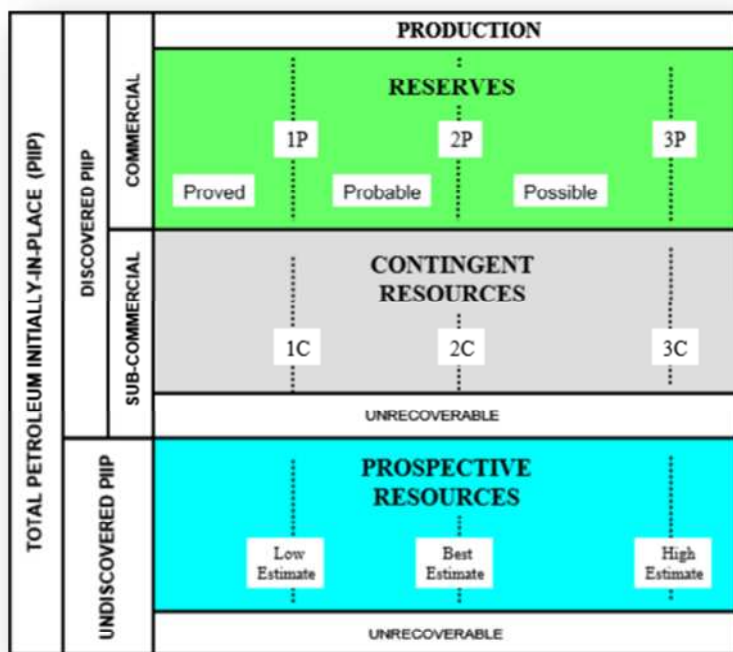 PRODUCTION
TOTAL PETROLEUM INITIALLY-IN-PLACE (PIIP)
DISCOVERED PIIP
COMMERCIAL
RESERVES
1P
2P
3P
Proved
Probable
Possible
SUB-COMMERCIAL
CONTINGENT
RESOURCES
1C
2C
3C
UNRECOVERABLE
UNDISCOVERED PIIP
PROSPECTIVE
RESOURCES
Low
Estimate
Best
Estimate
High
Estimate
UNRECOVERABLE